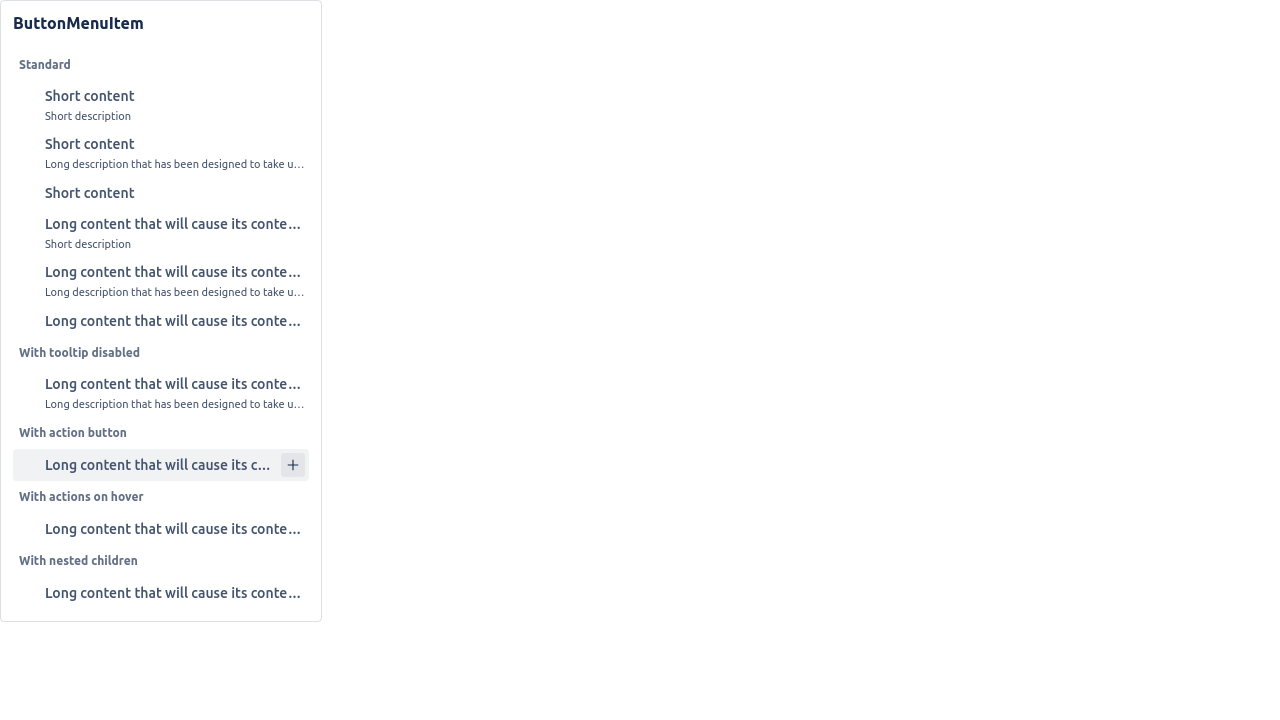 ButtonMenuItem
Standard
Short content
Short description
Short content
Long description that has been designed to take u…
Short content
Long content that will cause its conte…
Short description
Long content that will cause its conte…
Long description that has been designed to take u…
Long content that will cause its conte…
With tooltip disabled
Long content that will cause its conte…
Long description that has been designed to take u…
With action button
Long content that will cause its c…
With actions on hover
Long content that will cause its conte…
With nested children
Long content that will cause its conte…